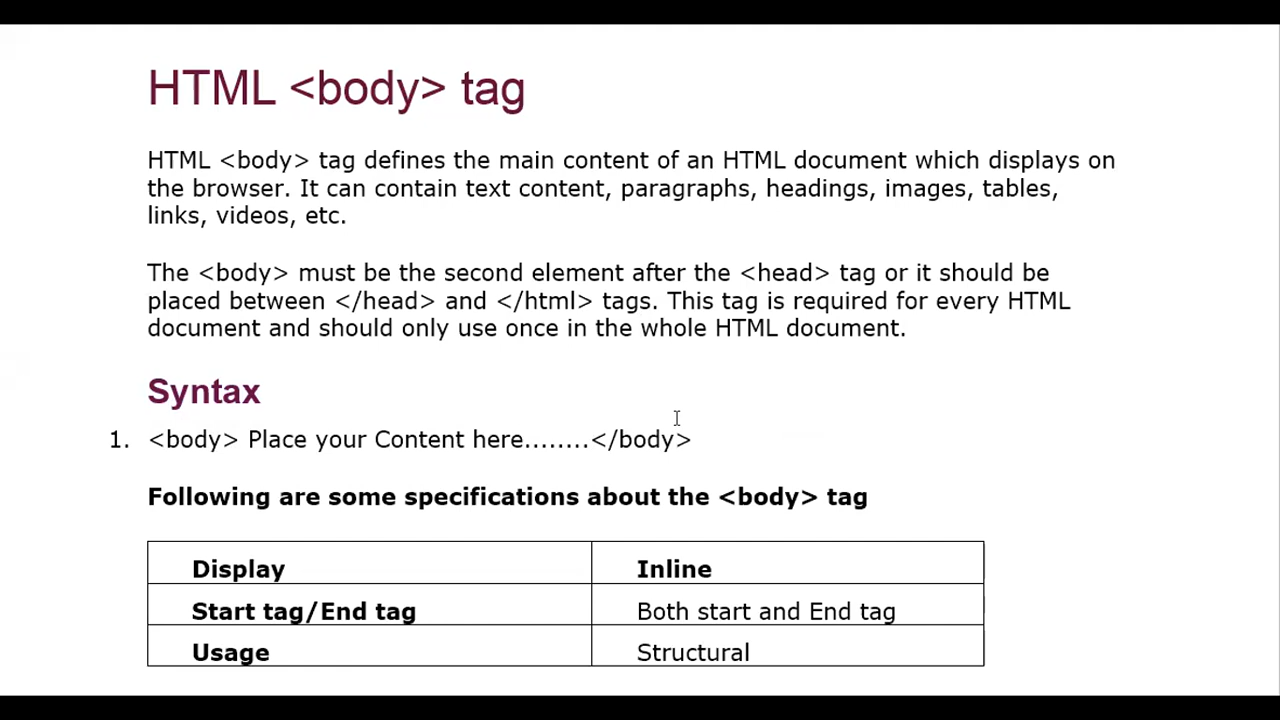 HTML <body> tag
HTML <body> tag defines the main content of an HTML document which displays on
the browser. It can contain text content, paragraphs, headings, images, tables,
links, videos, etc.
The <body> must be the second element after the <head> tag or it should be
placed between </head> and </html> tags. This tag is required for every HTML
document and should only use once in the whole HTML document.
Syntax
1. <body> Place your Content here........</body>
Following are some specifications about the <body> tag
Display Inline
Start tag/End tag Both start and End tag
Usage Structural